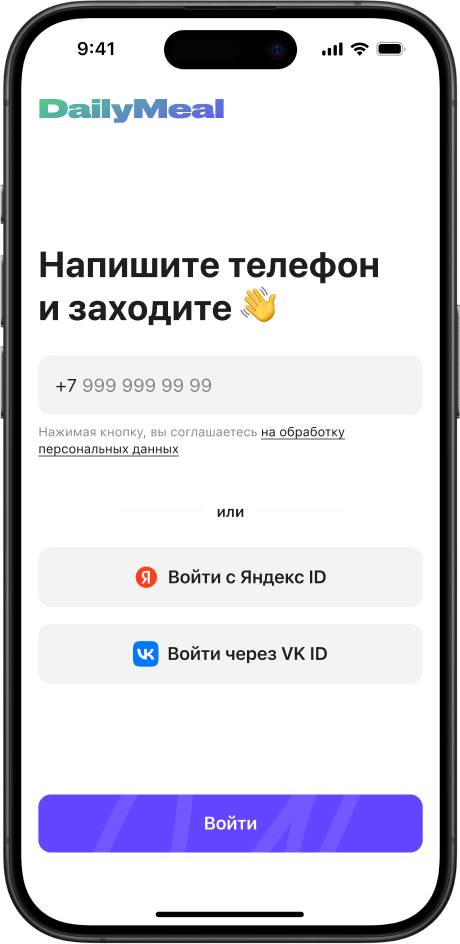 9:41
DailyMeal
Напишите телефон
и заходите 👋
+7 999 999 99 99
Нажимая кнопку, вы соглашаетесь на обработку
персональных данных
или
Я Войти с Яндекс ID
VK Войти через VK ID
Войти